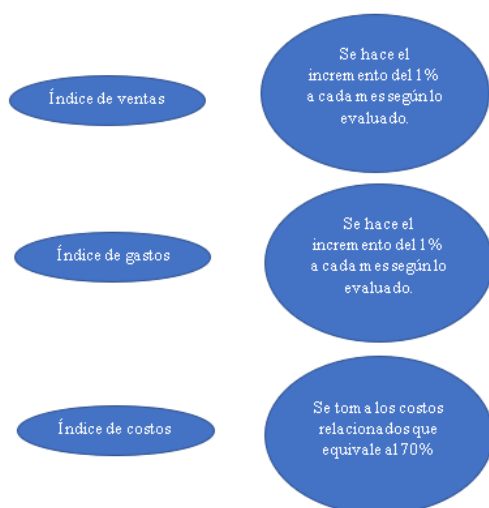 Índice de ventas
Se hace el
incremento del 1%
a cada mes según lo
evaluado.
Índice de gastos
Se hace el
incremento del 1%
a cada mes según lo
evaluado.
Índice de costos
Se toma los costos
relacionados que
equivale al 70%